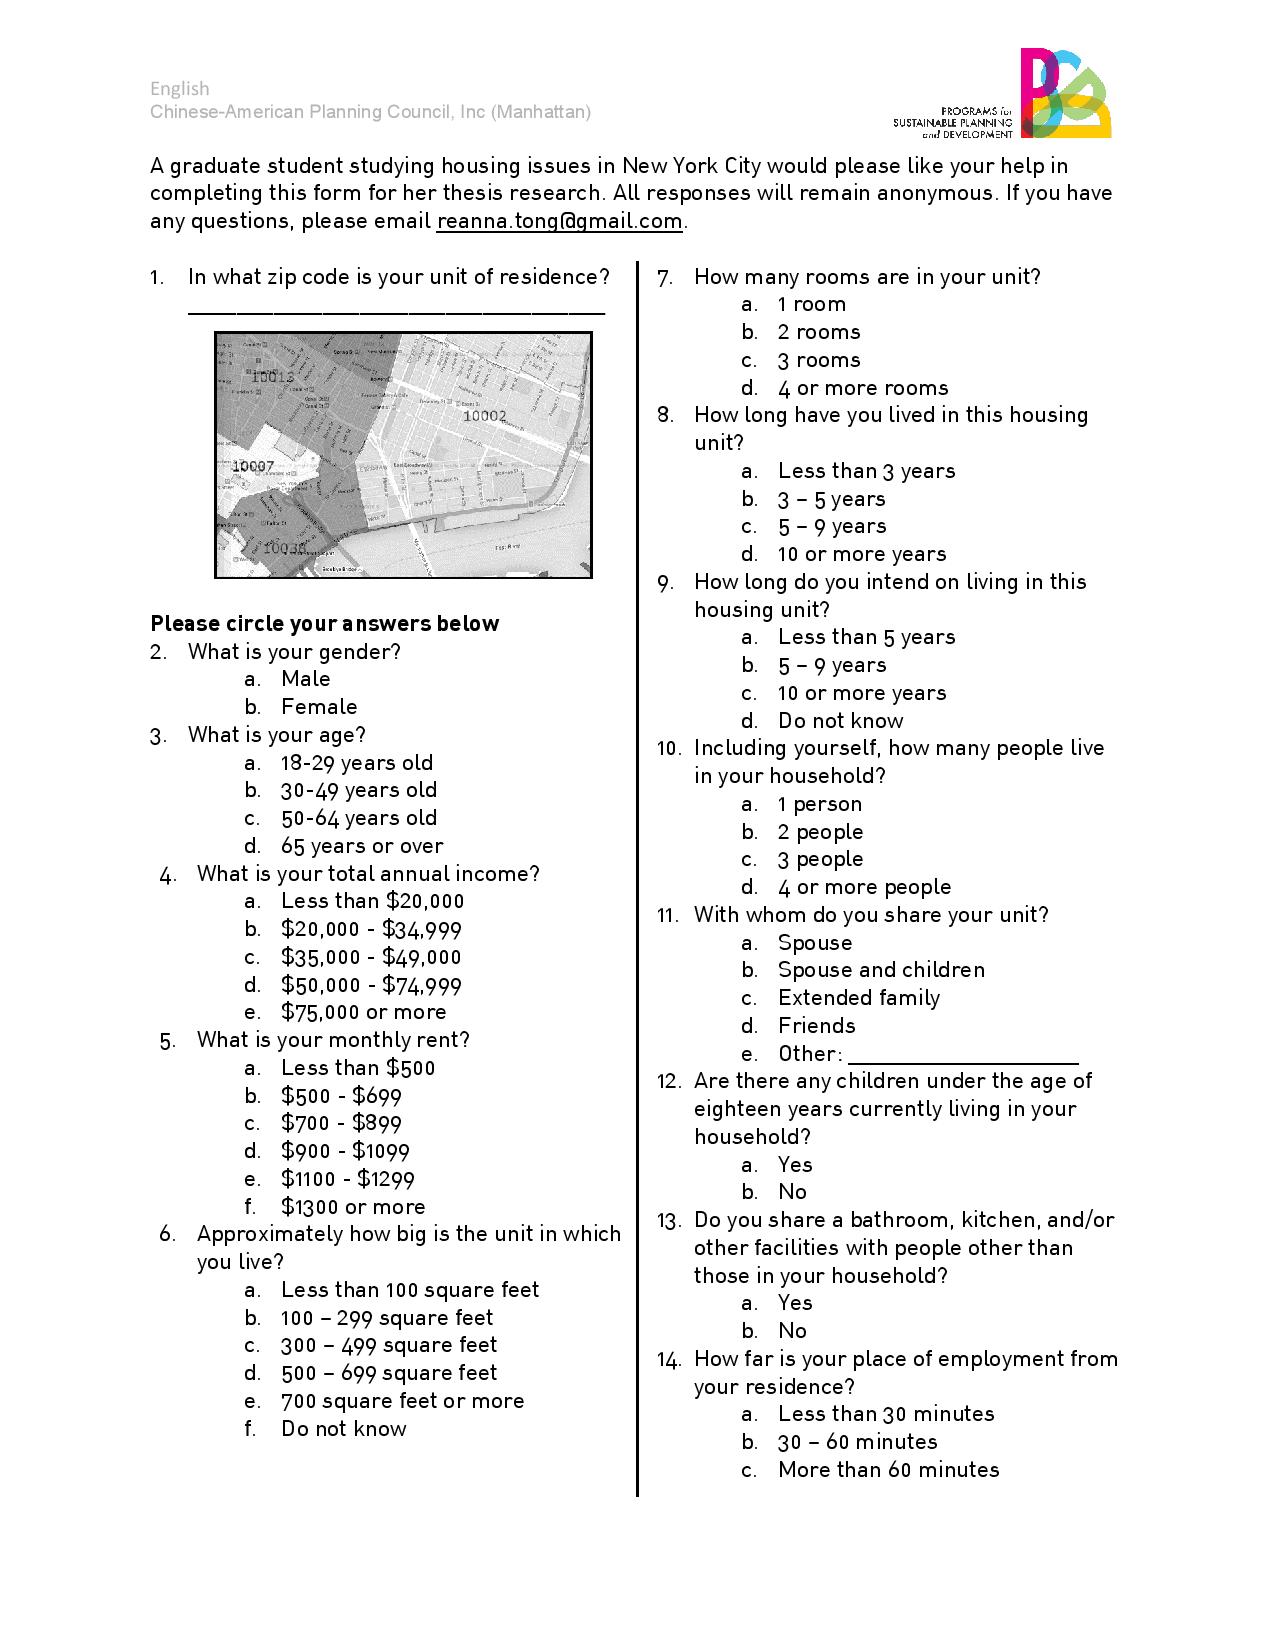 English
Chinese-American Planning Council, Inc (Manhattan)
PROGRAMS for
SUSTAINABLE PLANNING
and DEVELOPMENT
A graduate student studying housing issues in New York City would please like your help in
completing this form for her thesis research. All responses will remain anonymous. If you have
any questions, please email reanna.tong@gmail.com.
1. In what zip code is your unit of residence?
10013
10002
10007
10038
East River
Brooklyn Bridge
Please circle your answers below
2. What is your gender?
a. Male
b. Female
3. What is your age?
a. 18-29 years old
b. 30-49 years old
c. 50-64 years old
d. 65 years or over
4. What is your total annual income?
a. Less than $20,000
b. $20,000 - $34,999
c. $35,000 - $49,000
d. $50,000 - $74,999
e. $75,000 or more
5. What is your monthly rent?
a. Less than $500
b. $500 - $699
c. $700 - $899
d. $900 - $1099
e. $1100 - $1299
f. $1300 or more
6. Approximately how big is the unit in which
you live?
a. Less than 100 square feet
b. 100 – 299 square feet
c. 300 – 499 square feet
d. 500 – 699 square feet
e. 700 square feet or more
f. Do not know
7. How many rooms are in your unit?
a. 1 room
b. 2 rooms
c. 3 rooms
d. 4 or more rooms
8. How long have you lived in this housing
unit?
a. Less than 3 years
b. 3 – 5 years
c. 5 – 9 years
d. 10 or more years
9. How long do you intend on living in this
housing unit?
a. Less than 5 years
b. 5 – 9 years
c. 10 or more years
d. Do not know
10. Including yourself, how many people live
in your household?
a. 1 person
b. 2 people
c. 3 people
d. 4 or more people
11. With whom do you share your unit?
a. Spouse
b. Spouse and children
c. Extended family
d. Friends
e. Other: ____________________
12. Are there any children under the age of
eighteen years currently living in your
household?
a. Yes
b. No
13. Do you share a bathroom, kitchen, and/or
other facilities with people other than
those in your household?
a. Yes
b. No
14. How far is your place of employment from
your residence?
a. Less than 30 minutes
b. 30 – 60 minutes
c. More than 60 minutes